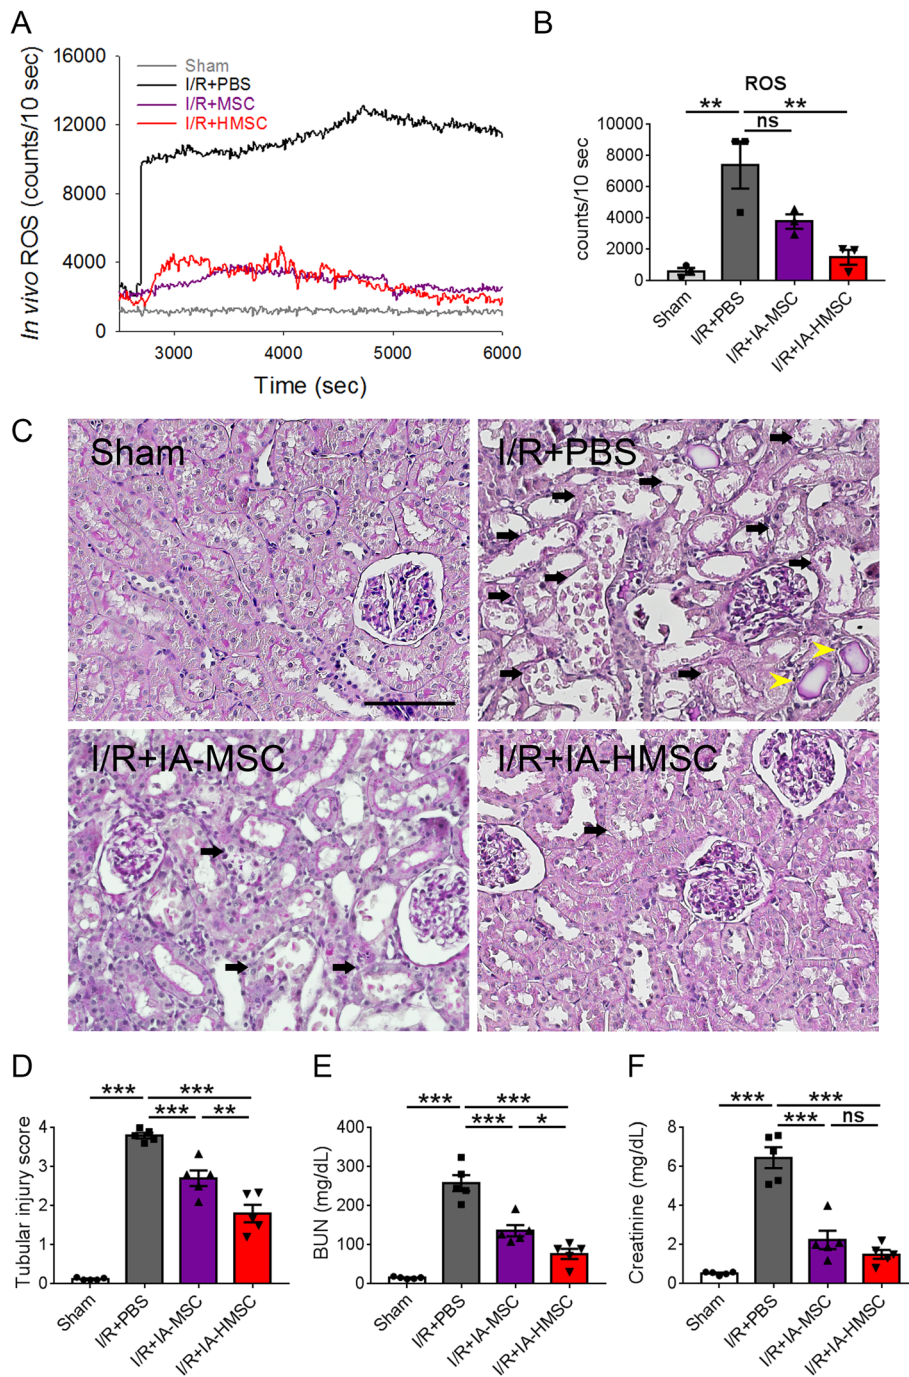 A
In vivo ROS (counts/10 sec)
16000
12000
8000
4000
0
Sham
I/R+PBS
I/R+MSC
I/R+HMSC
3000
4000
5000
6000
Time (sec)
B
ROS
** **
ns
counts/10 sec
10000
8000
6000
4000
2000
0
Sham
I/R+PBS
I/R+IA-MSC
I/R+IA-HMSC
C
Sham
I/R+PBS
I/R+IA-MSC
I/R+IA-HMSC
D
*** ***
*** **
Tubular injury score
4
3
2
1
0
Sham
I/R+PBS
I/R+IA-MSC
I/R+IA-HMSC
E
*** ***
*** *
BUN (mg/dL)
400
300
200
100
0
Sham
I/R+PBS
I/R+IA-MSC
I/R+IA-HMSC
F
*** ***
*** ns
Creatinine (mg/dL)
8
6
4
2
0
Sham
I/R+PBS
I/R+IA-MSC
I/R+IA-HMSC